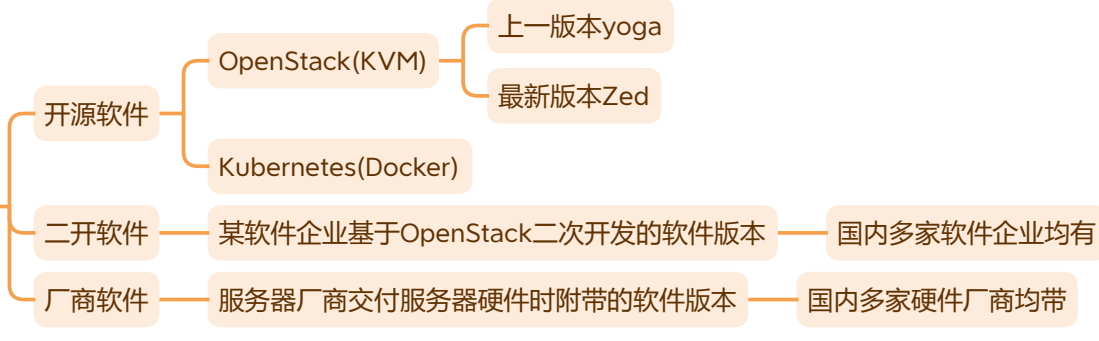 上一版本yoga
OpenStack(KVM)
最新版本Zed
开源软件
Kubernetes(Docker)
二开软件
某软件企业基于OpenStack二次开发的软件版本
国内多家软件企业均有
厂商软件
服务器厂商交付服务器硬件时附带的软件版本
国内多家硬件厂商均带